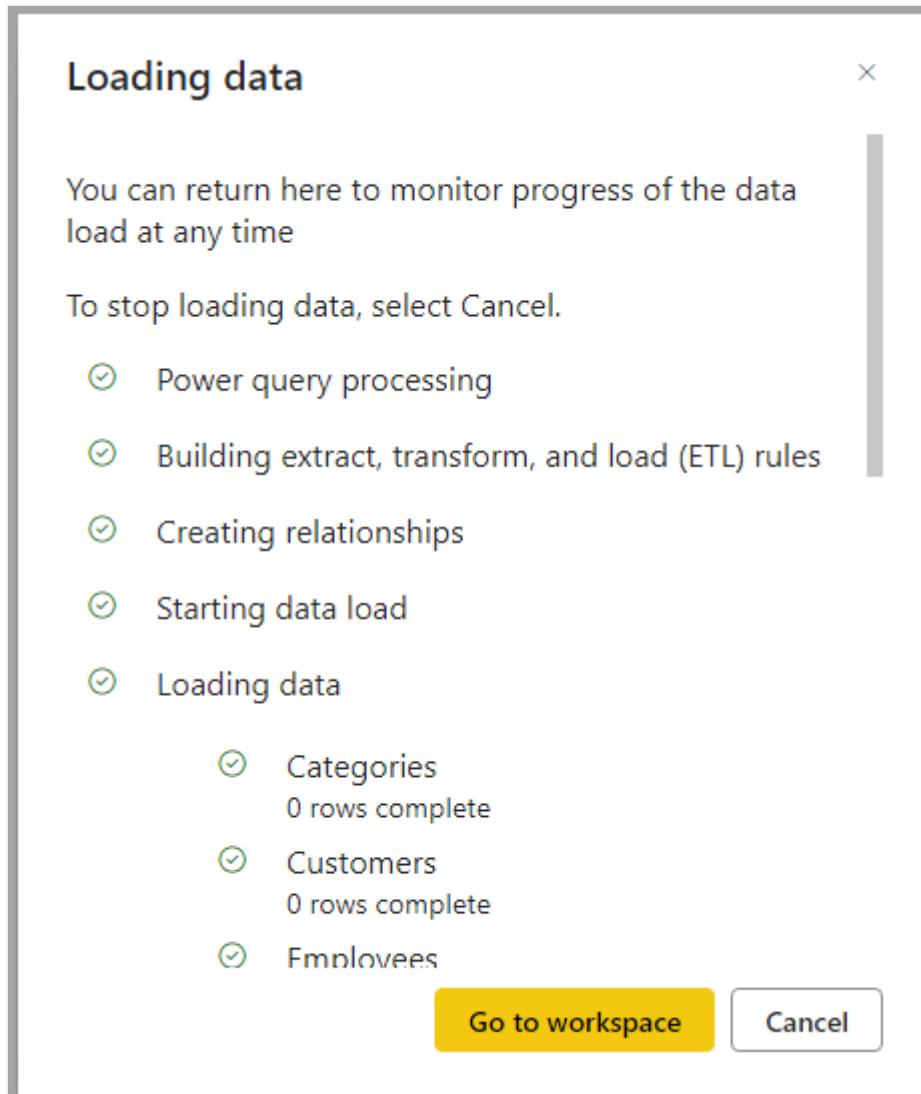 Loading data
You can return here to monitor progress of the data
load at any time
To stop loading data, select Cancel.
Power query processing
Building extract, transform, and load (ETL) rules
Creating relationships
Starting data load
Loading data
Categories
0 rows complete
Customers
0 rows complete
Employees
Go to workspace
Cancel